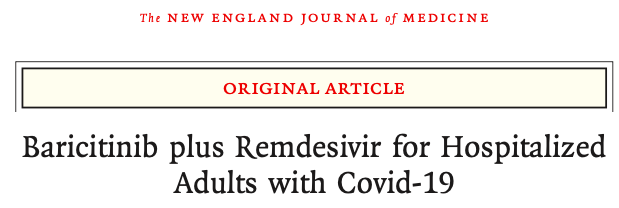 The NEW ENGLAND JOURNAL of MEDICINE
ORIGINAL ARTICLE
Baricitinib plus Remdesivir for Hospitalized
Adults with Covid-19